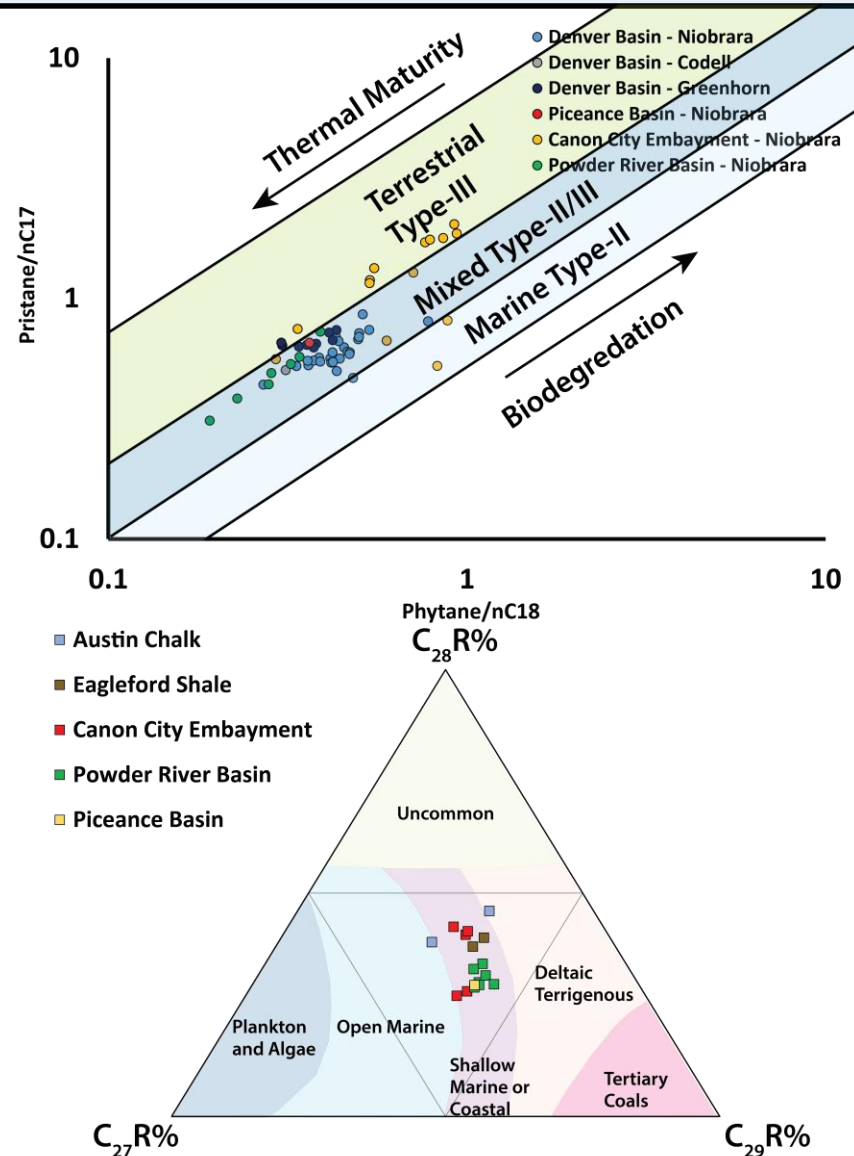 10
1
0.1
Pristane/nC17
0.1
1
10
Phytane/nC18
Thermal Maturity
Terrestrial
Type-III
Mixed Type-II/III
Marine Type-II
Biodegredation
Denver Basin - Niobrara
Denver Basin - Codell
Denver Basin - Greenhorn
Piceance Basin - Niobrara
Canon City Embayment - Niobrara
Powder River Basin - Niobrara
Austin Chalk
Eagleford Shale
Canon City Embayment
Powder River Basin
Piceance Basin
C₂₈R%
Uncommon
Plankton
and Algae
Open Marine
Shallow
Marine or
Coastal
Deltaic
Terrigenous
Tertiary
Coals
C₂₇R%
C₂₉R%